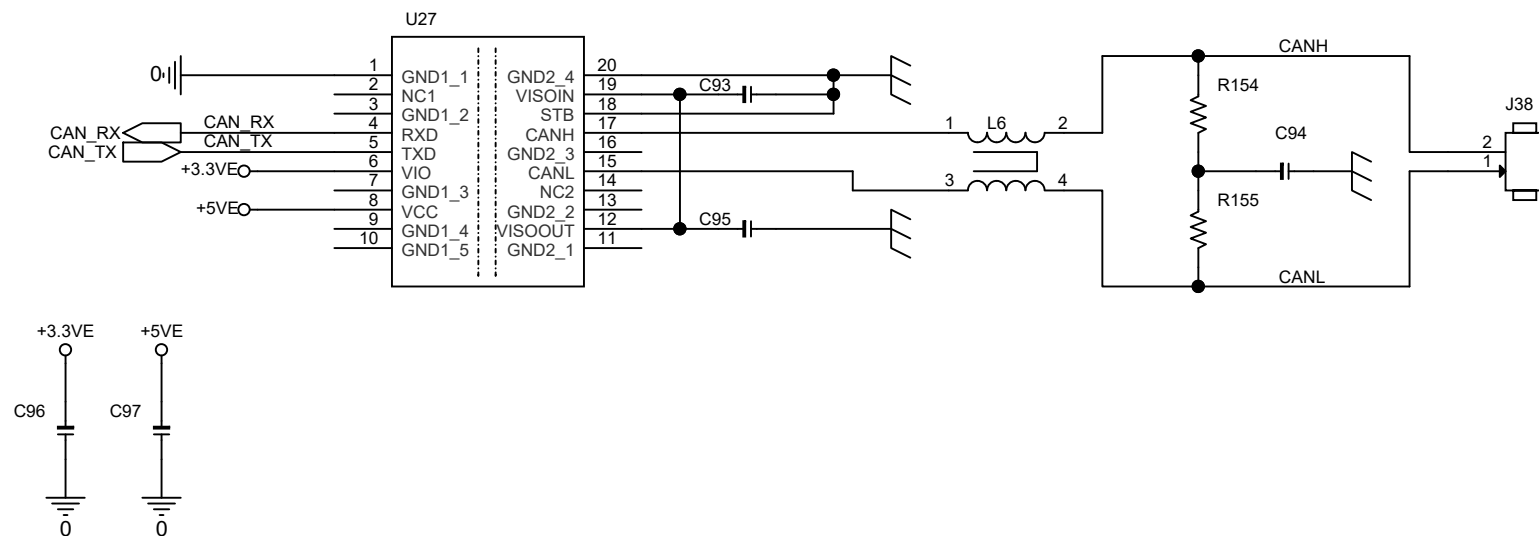 U27
0
1
GND1_1
GND2_4
20
2
NC1
VISOIN
19
C93
3
GND1_2
STB
18
CAN_RX
CAN_RX
4
RXD
CANH
17
1
L6
2
CAN_TX
CAN_TX
5
TXD
GND2_3
16
+3.3VE
6
VIO
CANL
15
7
GND1_3
NC2
14
3
4
+5VE
8
VCC
GND2_2
13
9
GND1_4
VISOOUT
12
C95
10
GND1_5
GND2_1
11
CANH
R154
C94
R155
CANL
J38
2
1
+3.3VE
+5VE
C96
C97
0
0